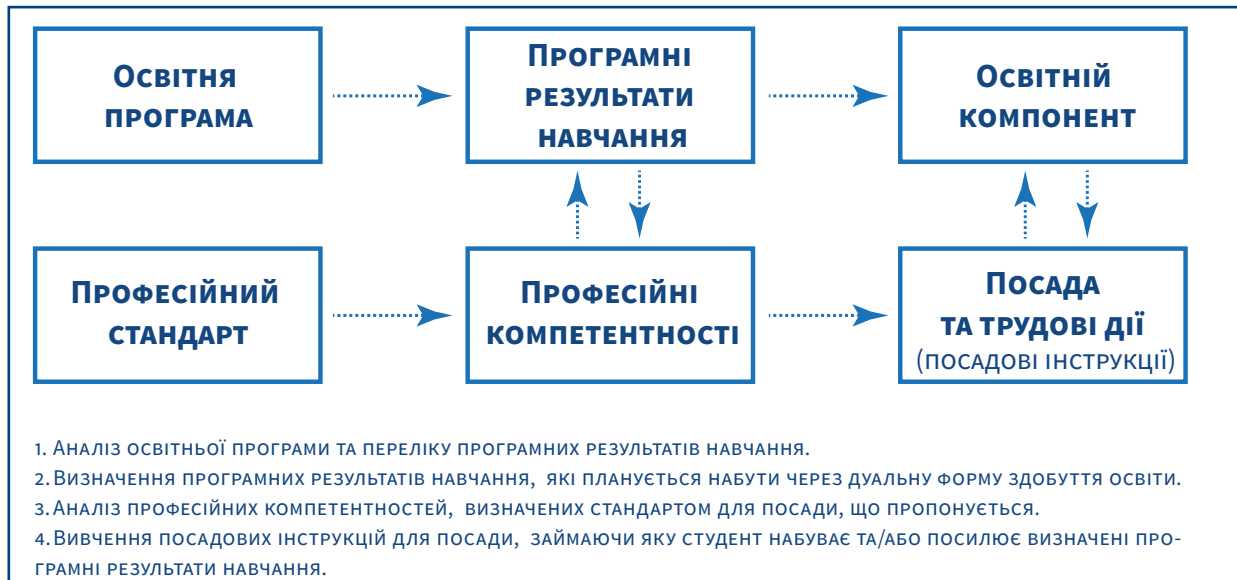 Освітня
програма
Програмні
результати
навчання
Освітній
компонент
Професійний
стандарт
Професійні
компетентності
Посада
та трудові дії
(посадові інструкції)
1. Аналіз освітньої програми та переліку програмних результатів навчання.
2. Визначення програмних результатів навчання, які планується набути через дуальну форму здобуття освіти.
3. Аналіз професійних компетентностей, визначених стандартом для посади, що пропонується.
4. Вивчення посадових інструкцій для посади, займаючи яку студент набуває та/або посилює визначені про-
грамні результати навчання.